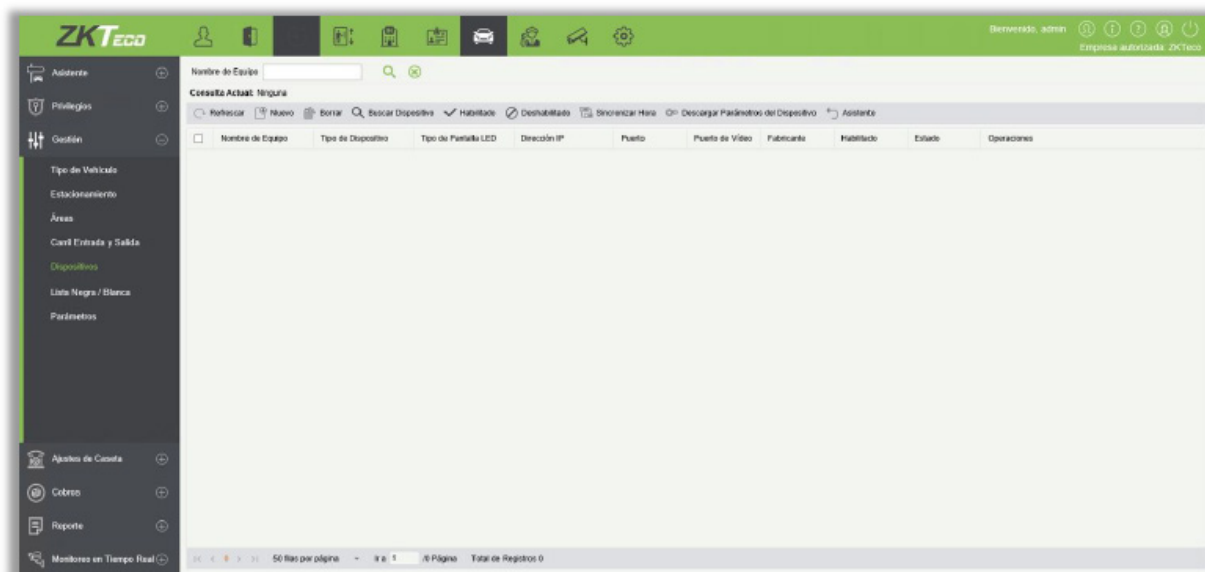 ZKTeco
Bienvenido, admin
Empresa autorizada: ZKTeco
Asistente
Privilegios
Gestión
Tipo de Vehículo
Estacionamiento
Áreas
Carril Entrada y Salida
Dispositivos
Lista Negra / Blanca
Parámetros
Ajustes de Caseta
Cobros
Reporte
Monitoreo en Tiempo Real
Nombre de Equipo
Consulta Actual: Ninguna
Refrescar Nuevo Borrar Buscar Dispositivo Habilitado Deshabilitado Sincronizar Hora Descargar Parámetros del Dispositivo Asistente
Nombre de Equipo Tipo de Dispositivo Tipo de Pantalla LED Dirección IP Puerto Puerto de Vídeo Fabricante Habilitado Estado Operaciones
0 50 filas por página Ir a 1 /0 Página Total de Registros 0